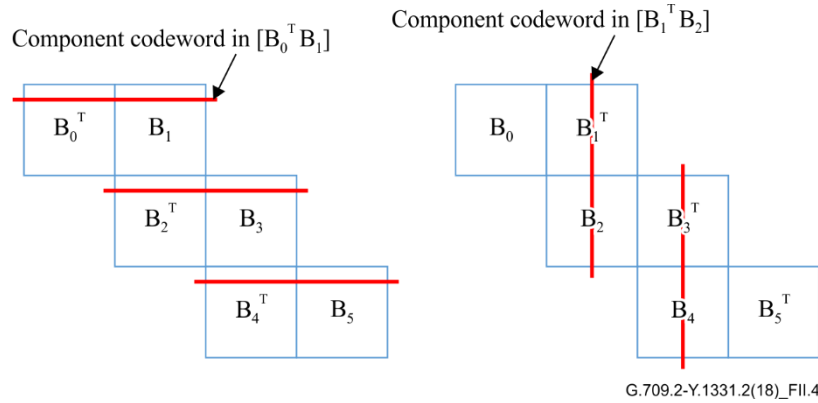 Component codeword in [B₀ᵀ B₁]
B₀ᵀ B₁
B₂ᵀ B₃
B₄ᵀ B₅
Component codeword in [B₁ᵀ B₂]
B₀ B₁ᵀ
B₂ B₃ᵀ
B₄ B₅ᵀ
G.709.2-Y.1331.2(18)_FII.4